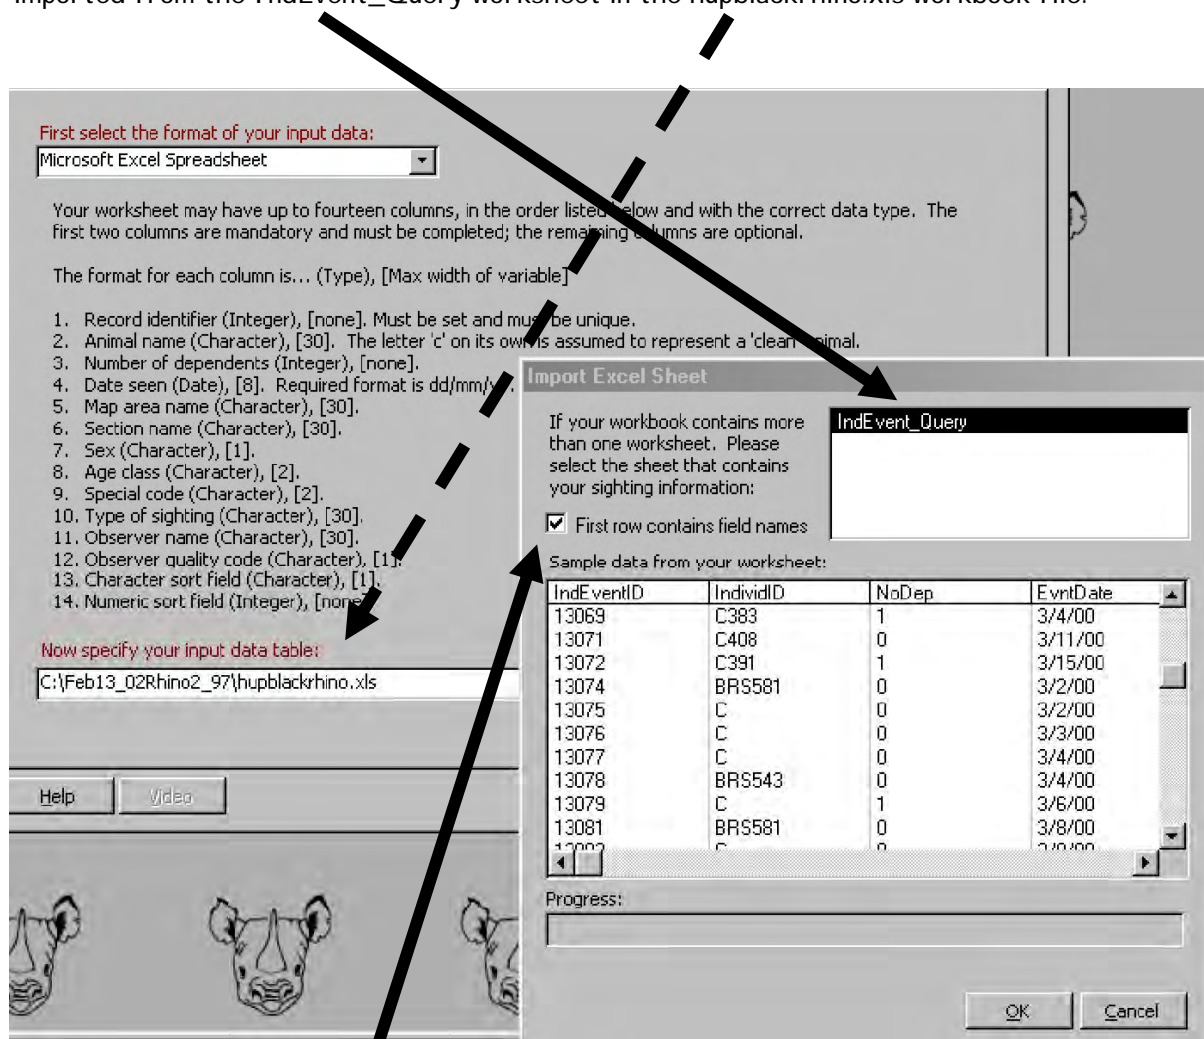 imported from the IndEvent_Query worksheet in the hupblackrhino.xls workbook file.
First select the format of your input data:
Microsoft Excel Spreadsheet
Your worksheet may have up to fourteen columns, in the order listed below and with the correct data type. The
first two columns are mandatory and must be completed; the remaining columns are optional.
The format for each column is... (Type), [Max width of variable]
1. Record identifier (Integer), [none]. Must be set and must be unique.
2. Animal name (Character), [30]. The letter 'c' on its own is assumed to represent a 'clean' animal.
3. Number of dependents (Integer), [none].
4. Date seen (Date), [8]. Required format is dd/mm/
5. Map area name (Character), [30].
6. Section name (Character), [30].
7. Sex (Character), [1].
8. Age class (Character), [2].
9. Special code (Character), [2].
10. Type of sighting (Character), [30].
11. Observer name (Character), [30].
12. Observer quality code (Character), [1].
13. Character sort field (Character), [1].
14. Numeric sort field (Integer), [none]
Now specify your input data table:
C:\Feb13_02Rhino2_97\hupblackrhino.xls
Help Video
Import Excel Sheet
If your workbook contains more
than one worksheet. Please
select the sheet that contains
your sighting information:
IndEvent_Query
First row contains field names
Sample data from your worksheet:
IndEventID IndividID NoDep EvntDate
13069 C383 1 3/4/00
13071 C408 0 3/11/00
13072 C391 1 3/15/00
13074 BRS581 0 3/2/00
13075 C 0 3/2/00
13076 C 0 3/3/00
13077 C 0 3/4/00
13078 BRS543 0 3/4/00
13079 C 1 3/6/00
13081 BRS581 0 3/8/00
Progress:
OK Cancel